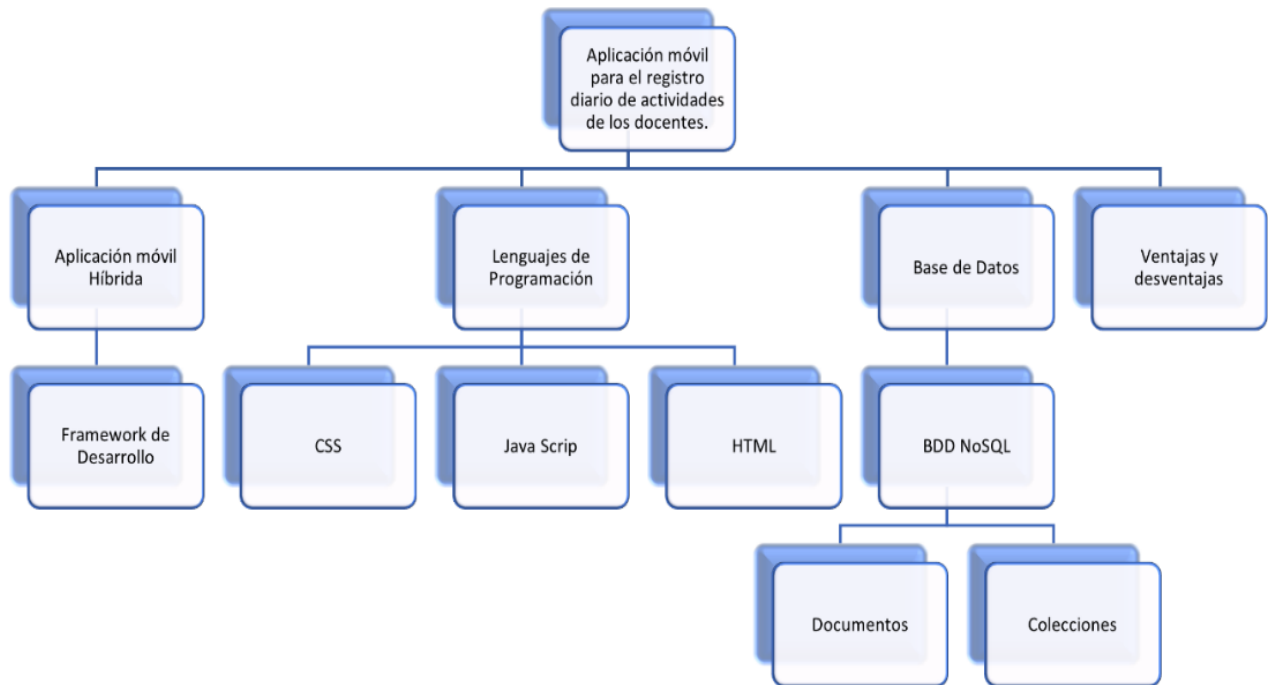 Aplicación móvil
para el registro
diario de actividades
de los docentes.
Aplicación móvil
Híbrida
Lenguajes de
Programación
Base de Datos
Ventajas y
desventajas
Framework de
Desarrollo
CSS
Java Scrip
HTML
BDD NoSQL
Documentos
Colecciones